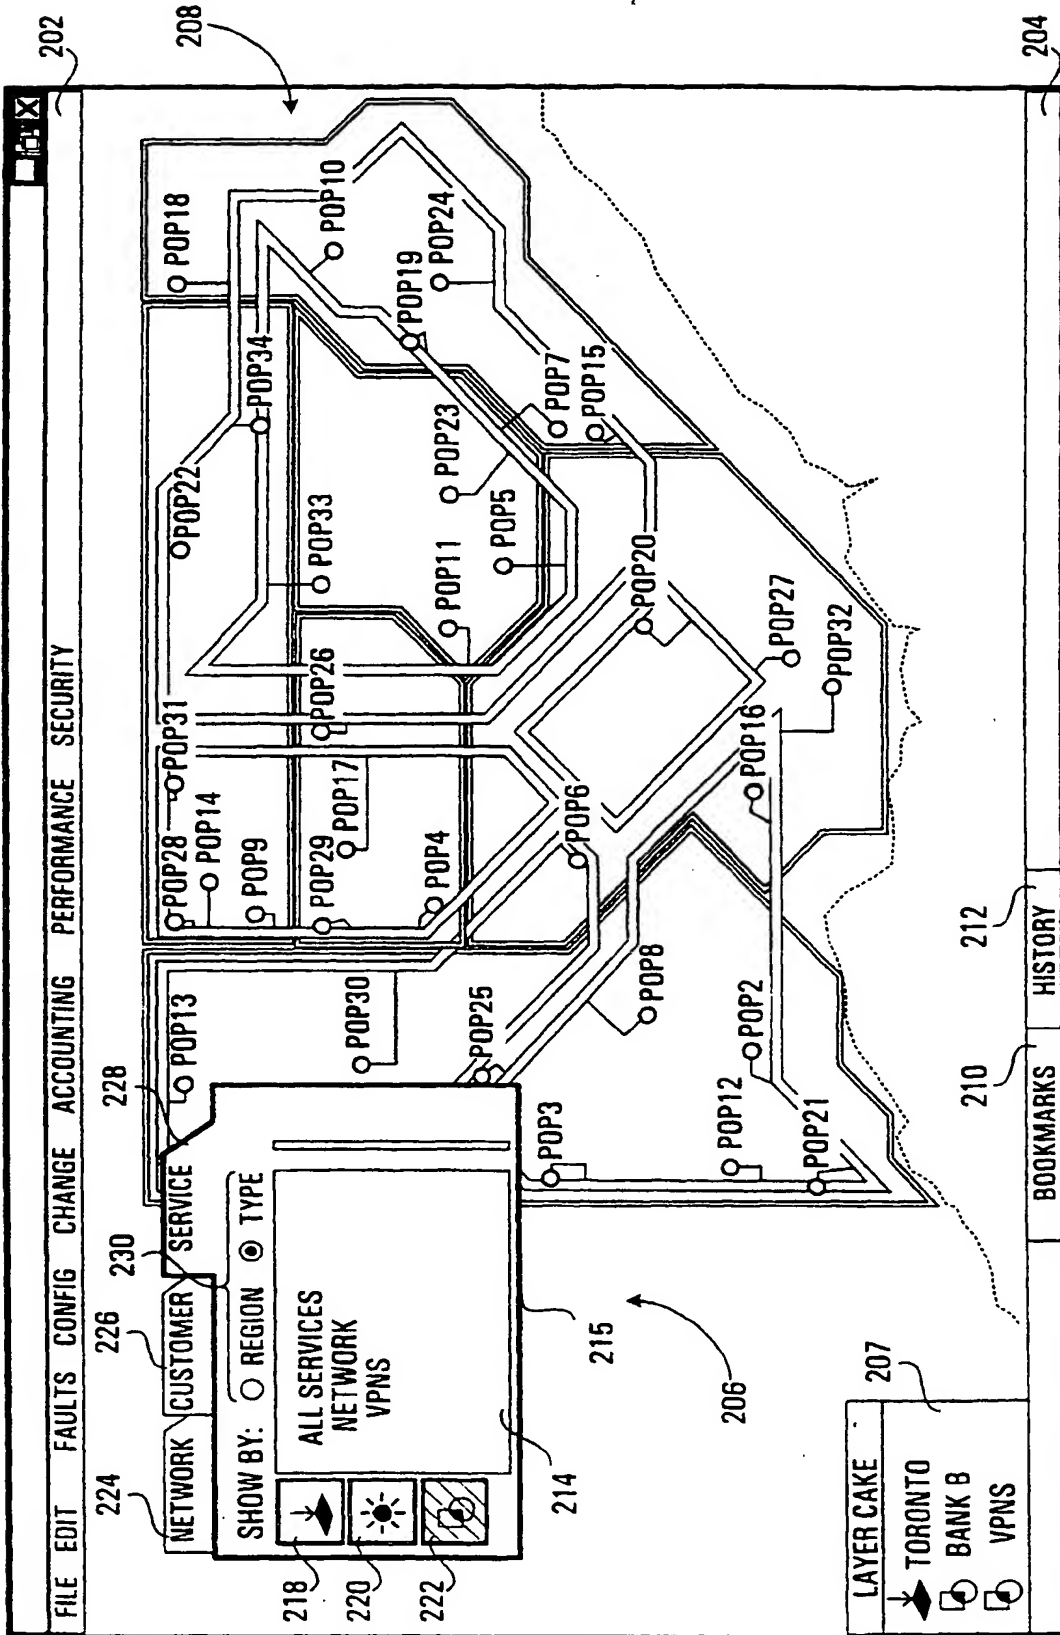 202
FILE EDIT FAULTS CONFIG CHANGE ACCOUNTING PERFORMANCE SECURITY
208
224
NETWORK
226
CUSTOMER
230
SERVICE
228
SHOW BY: REGION TYPE
ALL SERVICES
NETWORK
VPNS
218
220
222
214
215
206
POP13
POP28
POP14
POP31
POP22
POP18
POP9
POP34
POP29
POP17
POP26
POP33
POP10
POP30
POP4
POP11
POP23
POP19
POP24
POP25
POP5
POP7
POP3
POP6
POP15
POP8
POP20
POP12
POP2
POP16
POP27
POP21
POP32
LAYER CAKE
TORONTO
BANK B
VPNS
207
210
212
BOOKMARKS
HISTORY
204